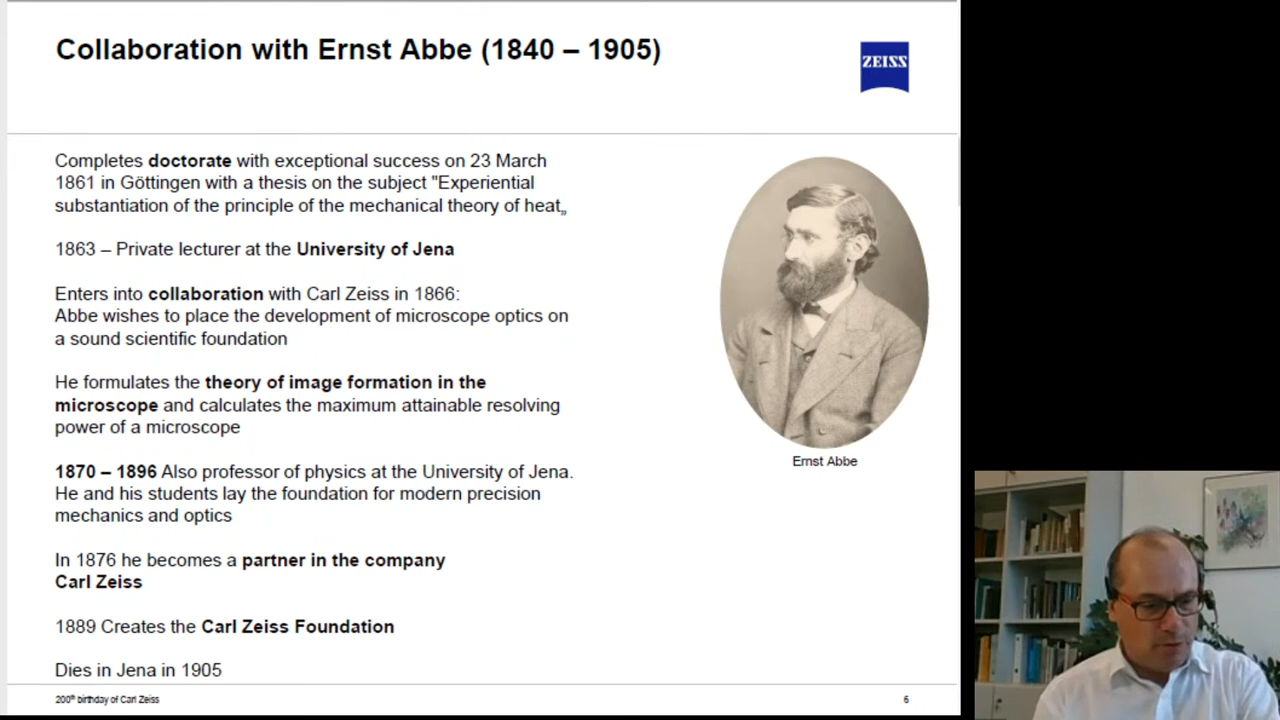 Collaboration with Ernst Abbe (1840 – 1905)
ZEISS
Completes doctorate with exceptional success on 23 March
1861 in Göttingen with a thesis on the subject "Experiential
substantiation of the principle of the mechanical theory of heat„
1863 – Private lecturer at the University of Jena
Enters into collaboration with Carl Zeiss in 1866:
Abbe wishes to place the development of microscope optics on
a sound scientific foundation
He formulates the theory of image formation in the
microscope and calculates the maximum attainable resolving
power of a microscope
1870 – 1896 Also professor of physics at the University of Jena.
He and his students lay the foundation for modern precision
mechanics and optics
In 1876 he becomes a partner in the company
Carl Zeiss
1889 Creates the Carl Zeiss Foundation
Dies in Jena in 1905
Ernst Abbe
200th birthday of Carl Zeiss
6